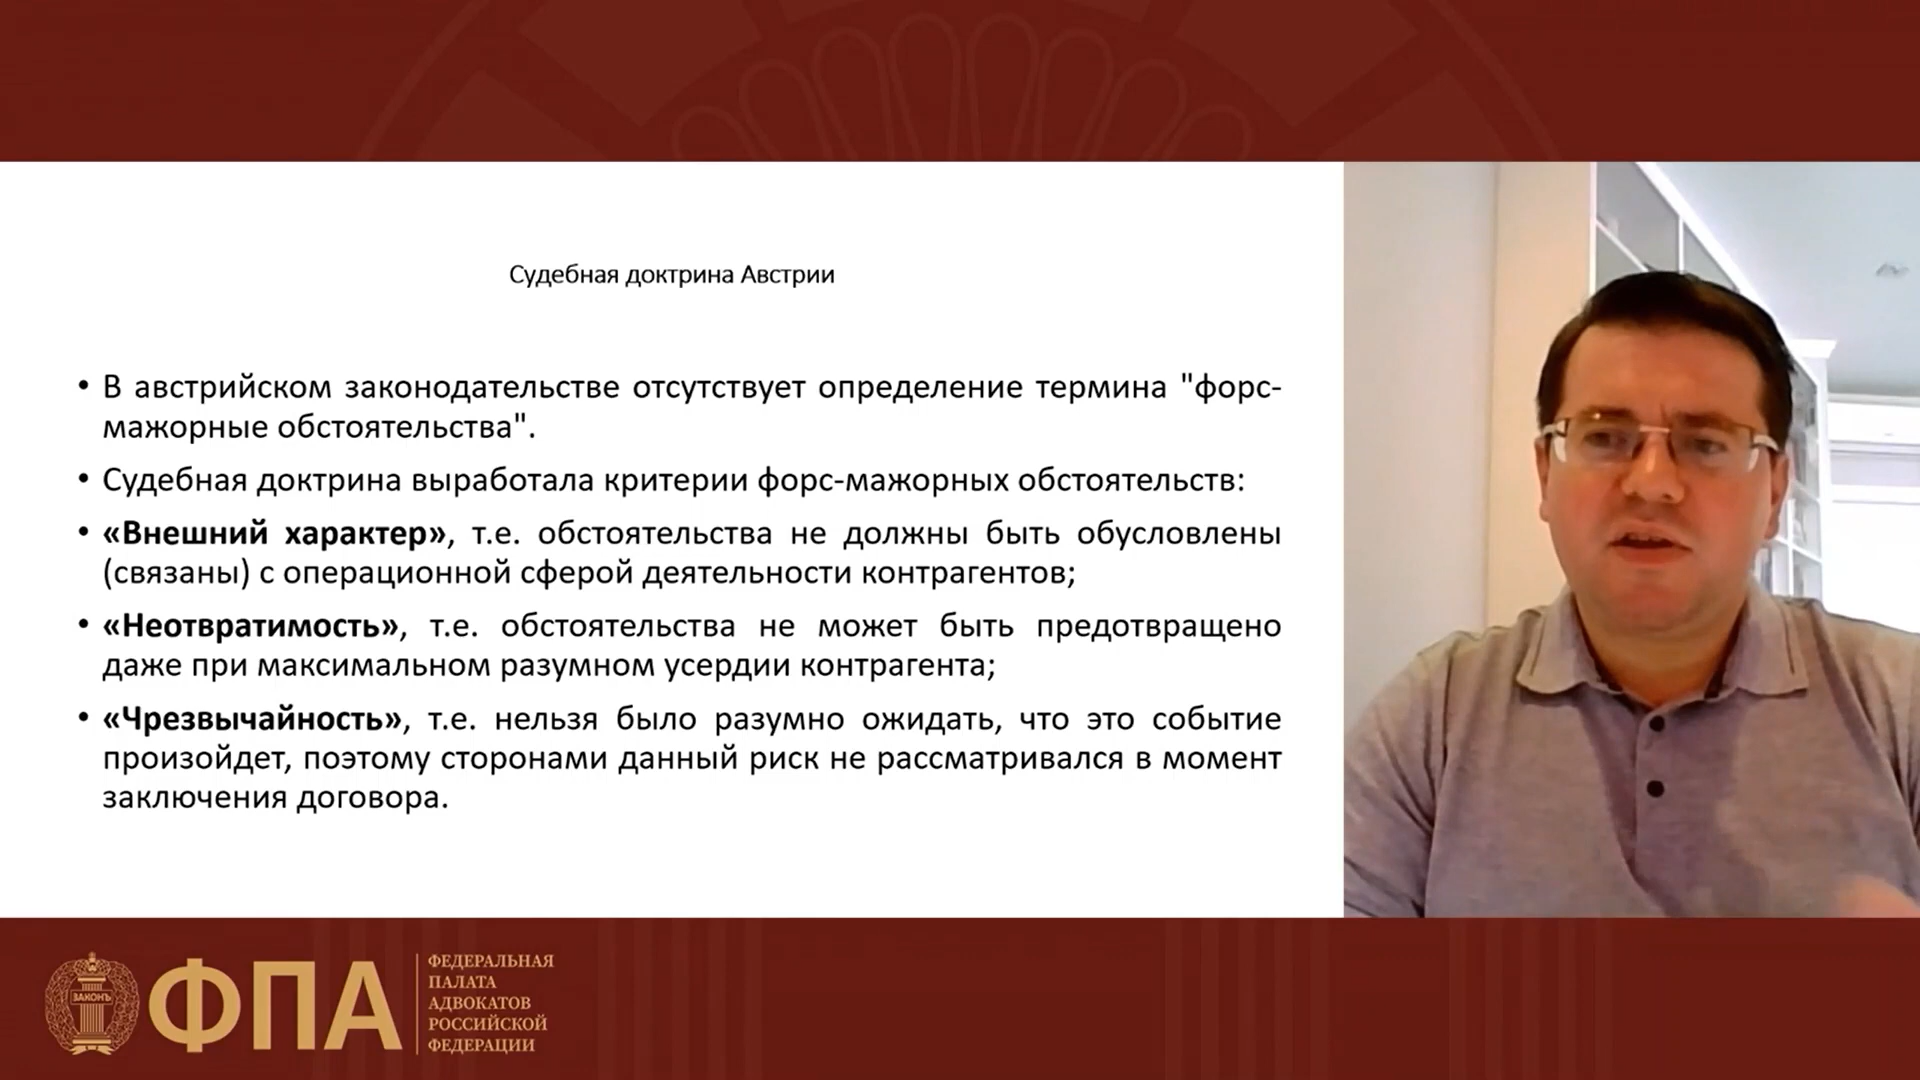 Судебная доктрина Австрии
• В австрийском законодательстве отсутствует определение термина "форс-
мажорные обстоятельства".
• Судебная доктрина выработала критерии форс-мажорных обстоятельств:
• «Внешний характер», т.е. обстоятельства не должны быть обусловлены
(связаны) с операционной сферой деятельности контрагентов;
• «Неотвратимость», т.е. обстоятельства не может быть предотвращено
даже при максимальном разумном усердии контрагента;
• «Чрезвычайность», т.е. нельзя было разумно ожидать, что это событие
произойдет, поэтому сторонами данный риск не рассматривался в момент
заключения договора.
ЗАКОНЪ
ФПА
ФЕДЕРАЛЬНАЯ
ПАЛАТА
АДВОКАТОВ
РОССИЙСКОЙ
ФЕДЕРАЦИИ